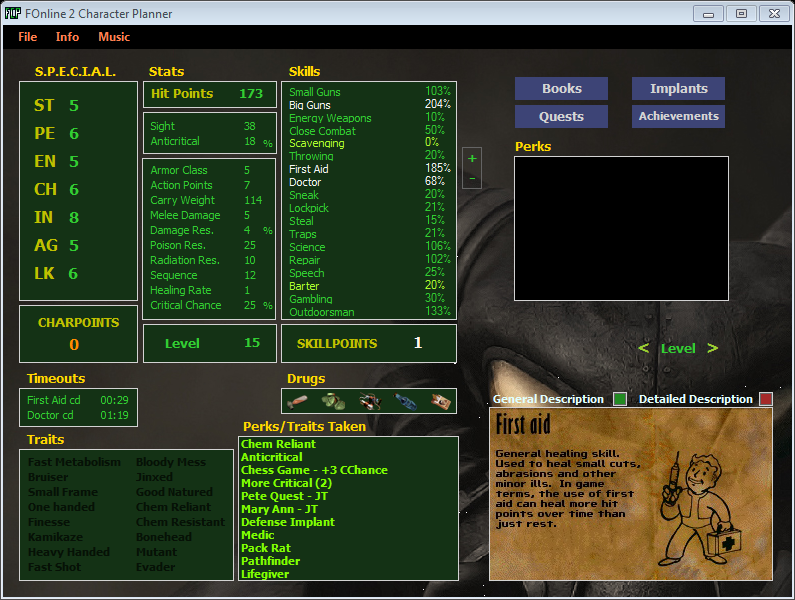 FOnline 2 Character Planner
File Info Music
S.P.E.C.I.A.L.
ST 5
PE 6
EN 5
CH 6
IN 8
AG 5
LK 6
CHARPOINTS
0
Stats
Hit Points 173
Sight 38
Anticritical 18 %
Armor Class 5
Action Points 7
Carry Weight 114
Melee Damage 5
Damage Res. 4 %
Poison Res. 25
Radiation Res. 10
Sequence 12
Healing Rate 1
Critical Chance 25 %
Level 15
Skills
Small Guns 103%
Big Guns 204%
Energy Weapons 10%
Close Combat 50%
Scavenging 0%
Throwing 20%
First Aid 185%
Doctor 68%
Sneak 20%
Lockpick 21%
Steal 15%
Traps 21%
Science 106%
Repair 102%
Speech 25%
Barter 20%
Gambling 30%
Outdoorsman 133%
+
-
SKILLPOINTS 1
Books Implants
Quests Achievements
Perks
< Level >
Timeouts
First Aid cd 00:29
Doctor cd 01:19
Drugs
Traits
Fast Metabolism Bloody Mess
Bruiser Jinxed
Small Frame Good Natured
One handed Chem Reliant
Finesse Chem Resistant
Kamikaze Bonehead
Heavy Handed Mutant
Fast Shot Evader
Perks/Traits Taken
Chem Reliant
Anticritical
Chess Game - +3 CChance
More Critical (2)
Pete Quest - JT
Mary Ann - JT
Defense Implant
Medic
Pack Rat
Pathfinder
Lifegiver
General Description Detailed Description
First aid
General healing skill.
Used to heal small cuts,
abrasions and other
minor ills. In game
terms, the use of first
aid can heal more hit
points over time than
just rest.